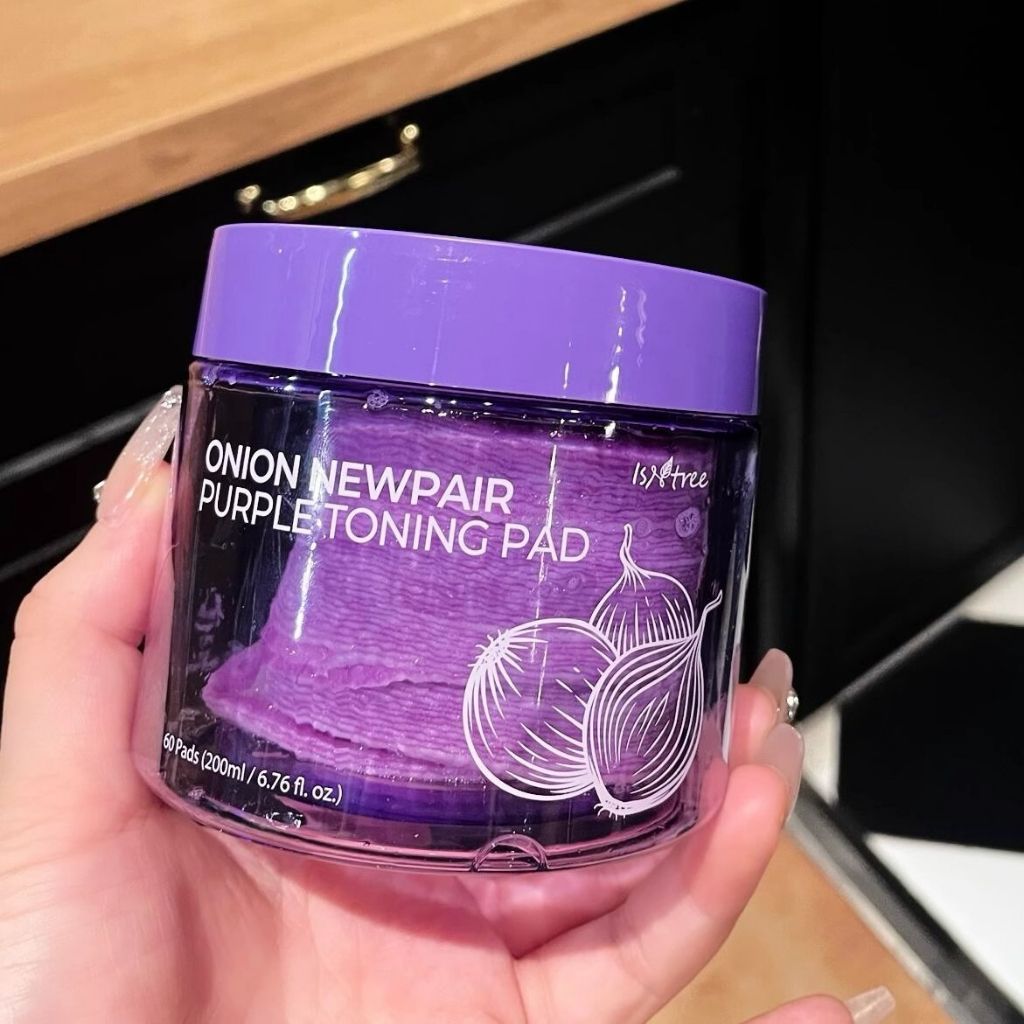 ONION NEWPAIR
PURPLE TONING PAD
IsNtree
60 Pads (200ml / 6.76 fl. oz.)